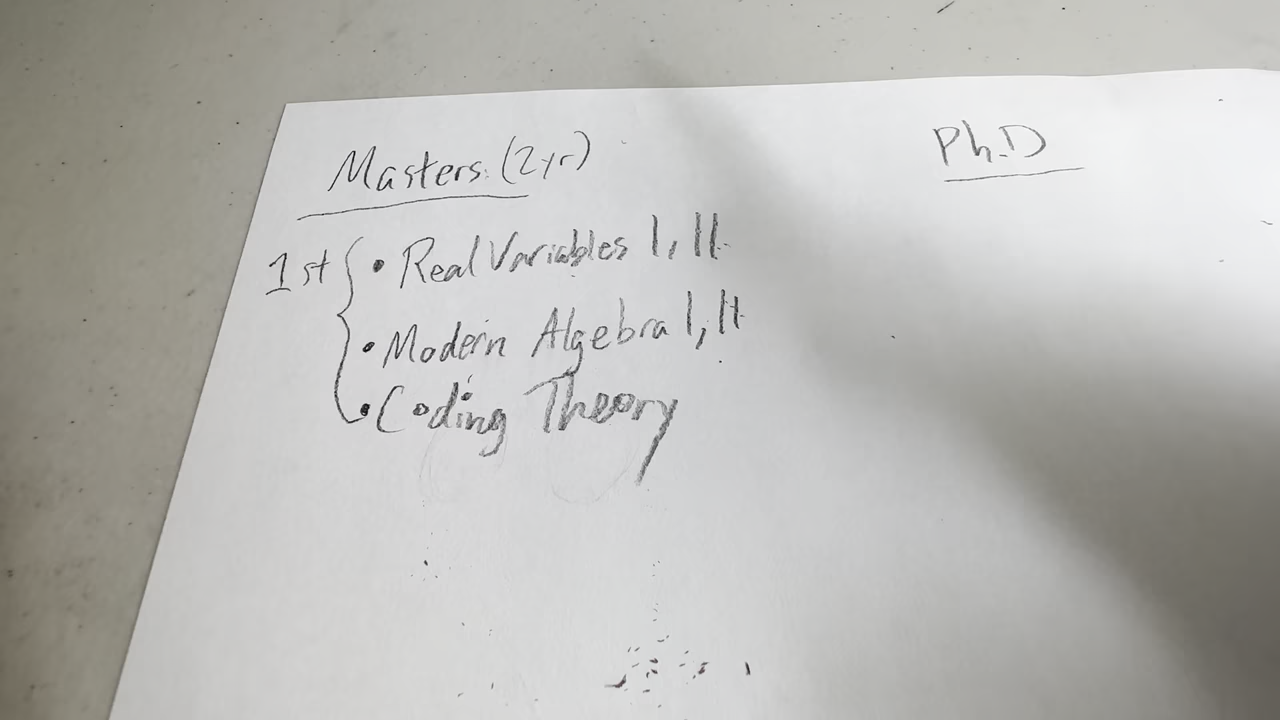 Masters (2yr)
Ph.D
1st { • Real Variables I, II
• Modern Algebra I, II
• Coding Theory